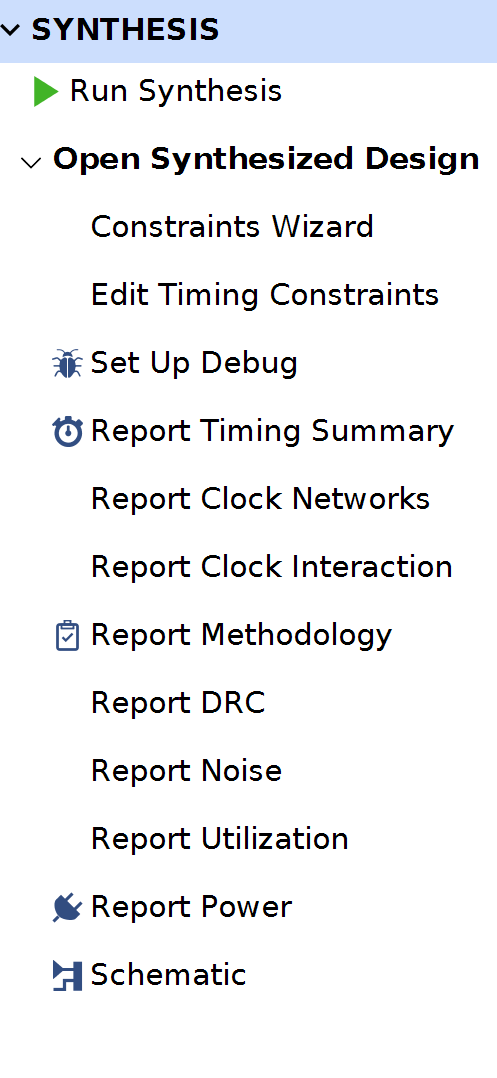 SYNTHESIS
Run Synthesis
Open Synthesized Design
Constraints Wizard
Edit Timing Constraints
Set Up Debug
Report Timing Summary
Report Clock Networks
Report Clock Interaction
Report Methodology
Report DRC
Report Noise
Report Utilization
Report Power
Schematic